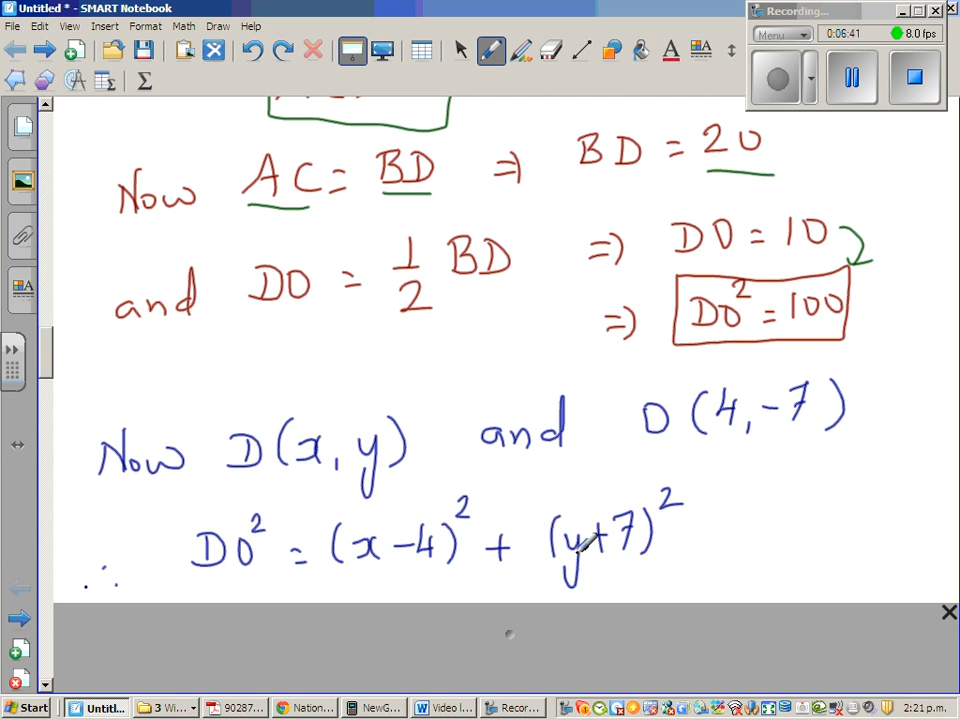 Untitled * - SMART Notebook
Recording...
File Edit View Insert Format Math Draw Help
Menu 0:06:41 8.0 fps
Now AC = BD ⇒ BD = 20
and DO = 1/2 BD ⇒ DO = 10
⇒ DO² = 100
Now D(x, y) and O(4, -7)
∴ DO² = (x-4)² + (y+7)²
Start Untitl... 3 Wi... 90287... Nation... NewG... Video l... Recor... 2:21 p.m.